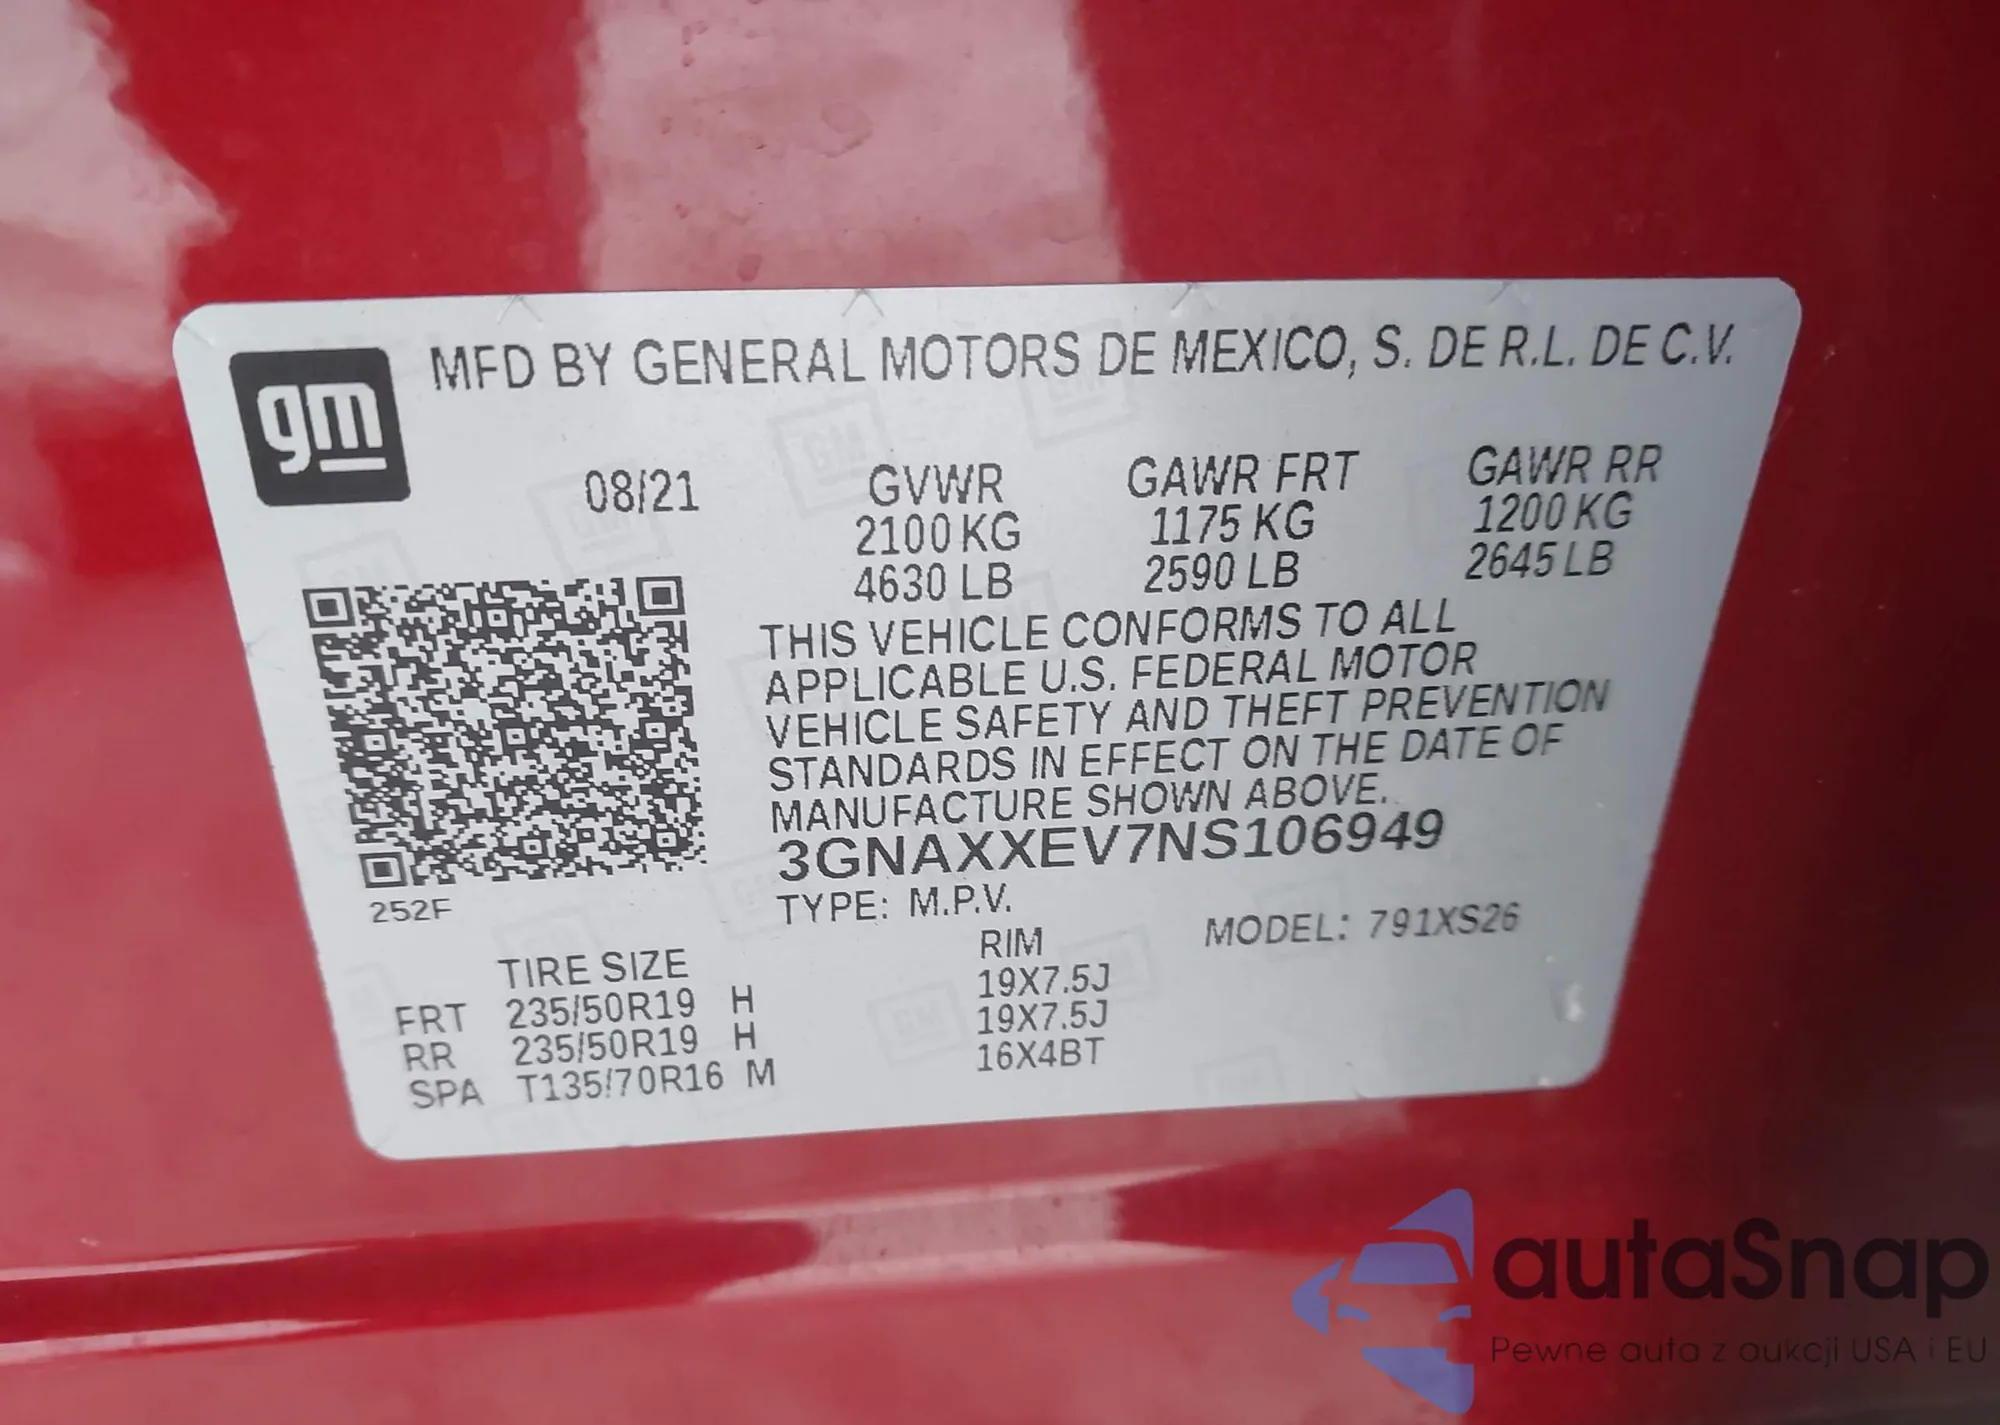 gm
MFD BY GENERAL MOTORS DE MEXICO, S. DE R.L. DE C.V.
08/21 GVWR GAWR FRT GAWR RR
2100 KG 1175 KG 1200 KG
4630 LB 2590 LB 2645 LB
THIS VEHICLE CONFORMS TO ALL
APPLICABLE U.S. FEDERAL MOTOR
VEHICLE SAFETY AND THEFT PREVENTION
STANDARDS IN EFFECT ON THE DATE OF
MANUFACTURE SHOWN ABOVE.
3GNAXXEV7NS106949
252F
TYPE: M.P.V. MODEL: 791XS26
TIRE SIZE RIM
FRT 235/50R19 H 19X7.5J
RR 235/50R19 H 19X7.5J
SPA T135/70R16 M 16X4BT
autaSnap
Pewne auta z aukcji USA i EU